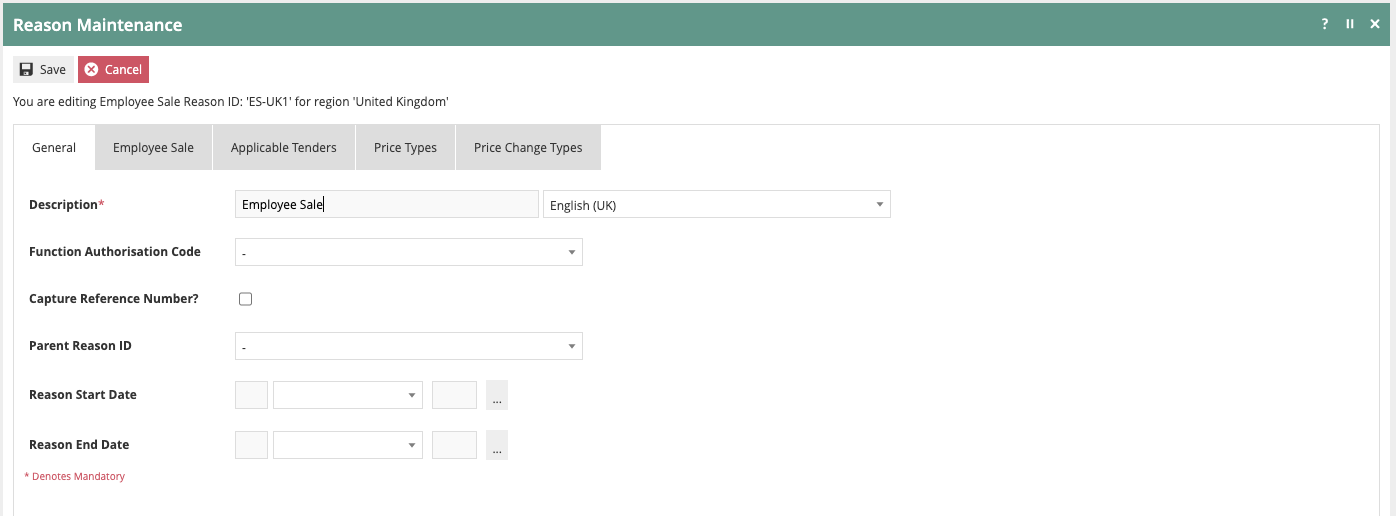 Reason Maintenance ? II ×
Save Cancel
You are editing Employee Sale Reason ID: 'ES-UK1' for region 'United Kingdom'
General Employee Sale Applicable Tenders Price Types Price Change Types
Description* Employee Sale English (UK)
Function Authorisation Code -
Capture Reference Number?
Parent Reason ID -
Reason Start Date ...
Reason End Date ...
* Denotes Mandatory